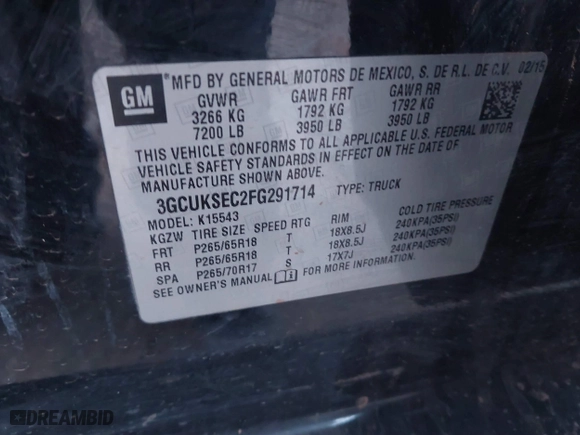 GM
MFD BY GENERAL MOTORS DE MEXICO, S. DE R.L. DE C.V. 02/15
GVWR GAWR FRT GAWR RR
3266 KG 1792 KG 1792 KG
7200 LB 3950 LB 3950 LB
THIS VEHICLE CONFORMS TO ALL APPLICABLE U.S. FEDERAL MOTOR
VEHICLE SAFETY STANDARDS IN EFFECT ON THE DATE OF
MANUFACTURE SHOWN ABOVE.
3GCUKSEC2FG291714 TYPE: TRUCK
MODEL: K15543
KGZW TIRE SIZE SPEED RTG RIM COLD TIRE PRESSURE
FRT P265/65R18 T 18X8.5J 240KPA(35PSI)
RR P265/65R18 T 18X8.5J 240KPA(35PSI)
SPA P265/70R17 S 17X7J 240KPA(35PSI)
SEE OWNER'S MANUAL FOR MORE INFORMATION.
DREAMBID